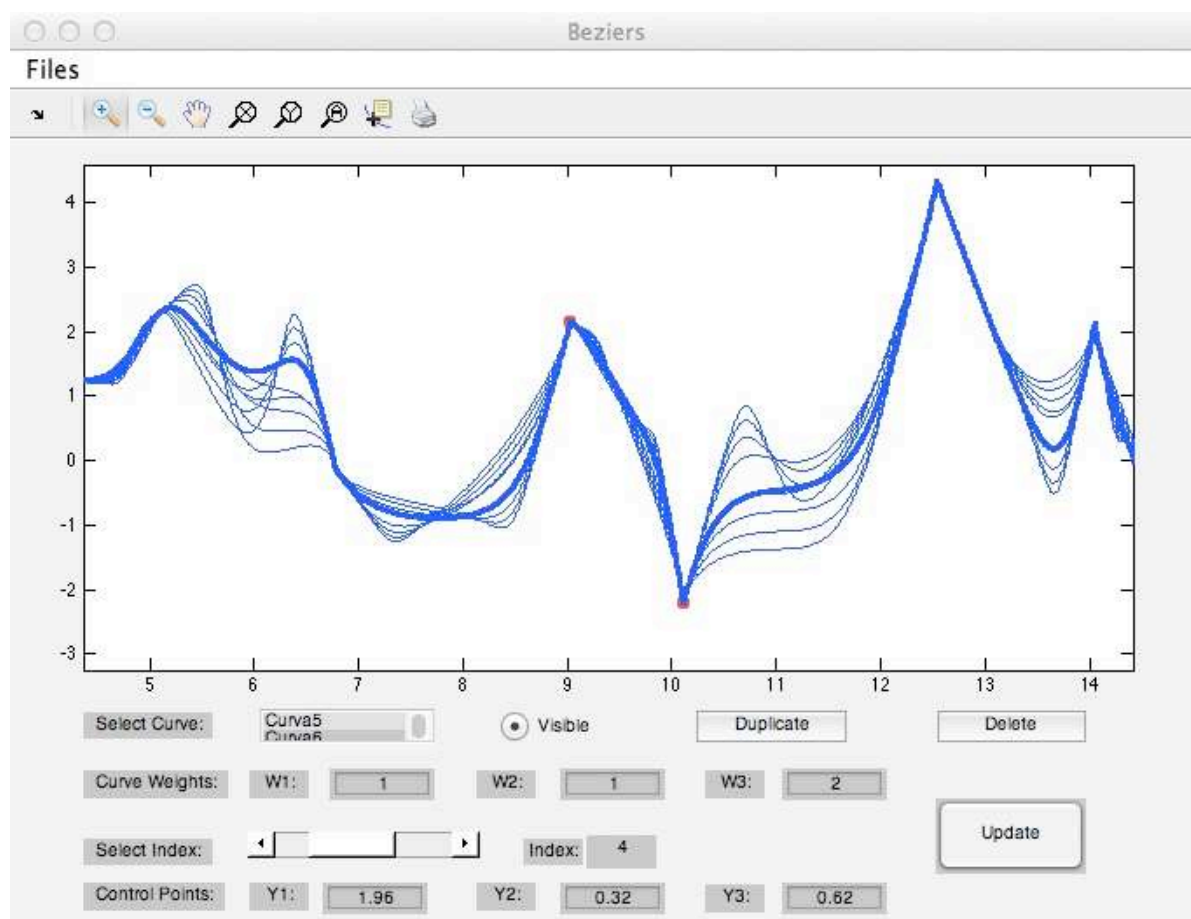 Beziers
Files
4
3
2
1
0
-1
-2
-3
5 6 7 8 9 10 11 12 13 14
Select Curve: Curva5 Visible Duplicate Delete
Curva6
Curve Weights: W1: 1 W2: 1 W3: 2
Update
Select Index: Index: 4
Control Points: Y1: 1.96 Y2: 0.32 Y3: 0.62